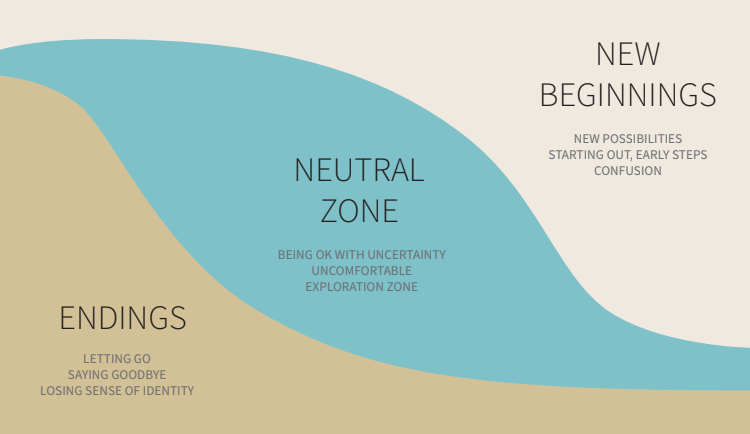 NEW
BEGINNINGS
NEW POSSIBILITIES
STARTING OUT, EARLY STEPS
CONFUSION
NEUTRAL
ZONE
BEING OK WITH UNCERTAINTY
UNCOMFORTABLE
EXPLORATION ZONE
ENDINGS
LETTING GO
SAYING GOODBYE
LOSING SENSE OF IDENTITY